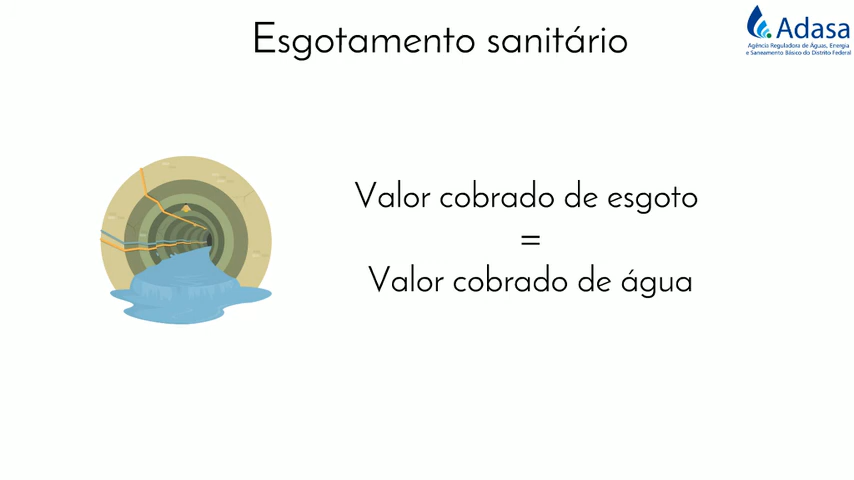 Esgotamento sanitário
Adasa
Agência Reguladora de Águas, Energia
e Saneamento Básico do Distrito Federal
Valor cobrado de esgoto
=
Valor cobrado de água